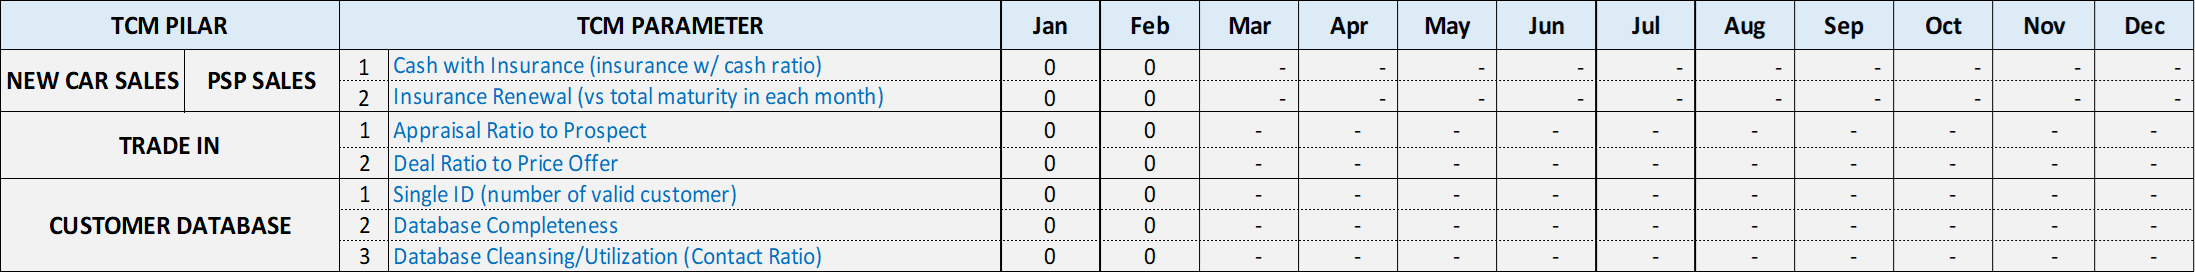 TCM PILAR TCM PARAMETER Jan Feb Mar Apr May Jun Jul Aug Sep Oct Nov Dec
NEW CAR SALES PSP SALES 1 Cash with Insurance (insurance w/ cash ratio) 0 0 - - - - - - - - - -
2 Insurance Renewal (vs total maturity in each month) 0 0 - - - - - - - - - -
TRADE IN 1 Appraisal Ratio to Prospect 0 0 - - - - - - - - - -
2 Deal Ratio to Price Offer 0 0 - - - - - - - - - -
CUSTOMER DATABASE 1 Single ID (number of valid customer) 0 0 - - - - - - - - - -
2 Database Completeness 0 0 - - - - - - - - - -
3 Database Cleansing/Utilization (Contact Ratio) 0 0 - - - - - - - - - -